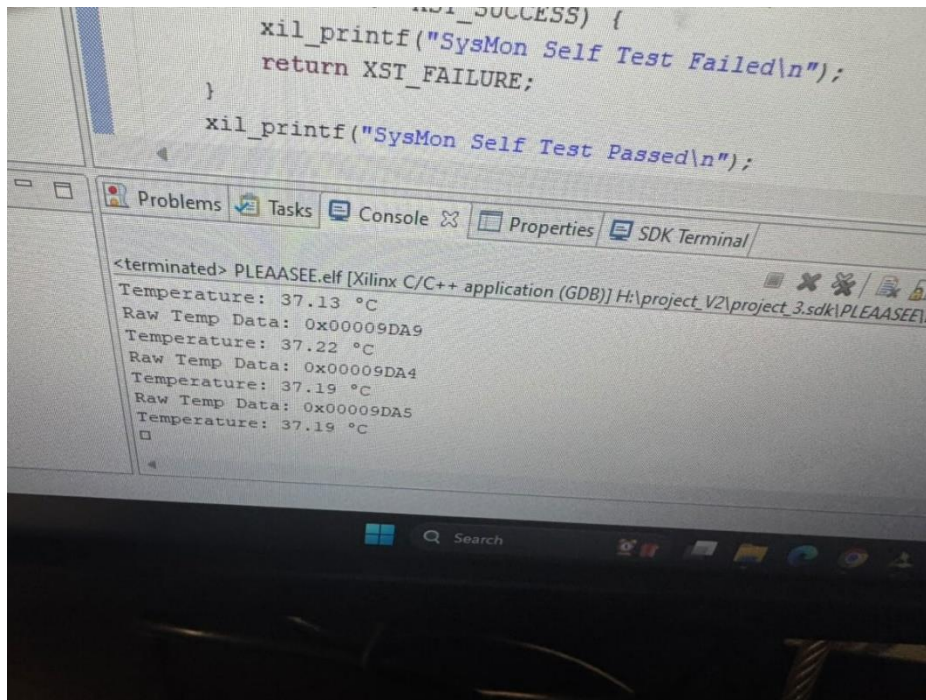 XST_SUCCESS) {
xil_printf("SysMon Self Test Failed\n");
return XST_FAILURE;
}
xil_printf("SysMon Self Test Passed\n");
Problems Tasks Console Properties SDK Terminal
<terminated> PLEAASEE.elf [Xilinx C/C++ application (GDB)] H:\project_V2\project_3.sdk\PLEAASEE\
Temperature: 37.13 °C
Raw Temp Data: 0x00009DA9
Temperature: 37.22 °C
Raw Temp Data: 0x00009DA4
Temperature: 37.19 °C
Raw Temp Data: 0x00009DA5
Temperature: 37.19 °C
Search